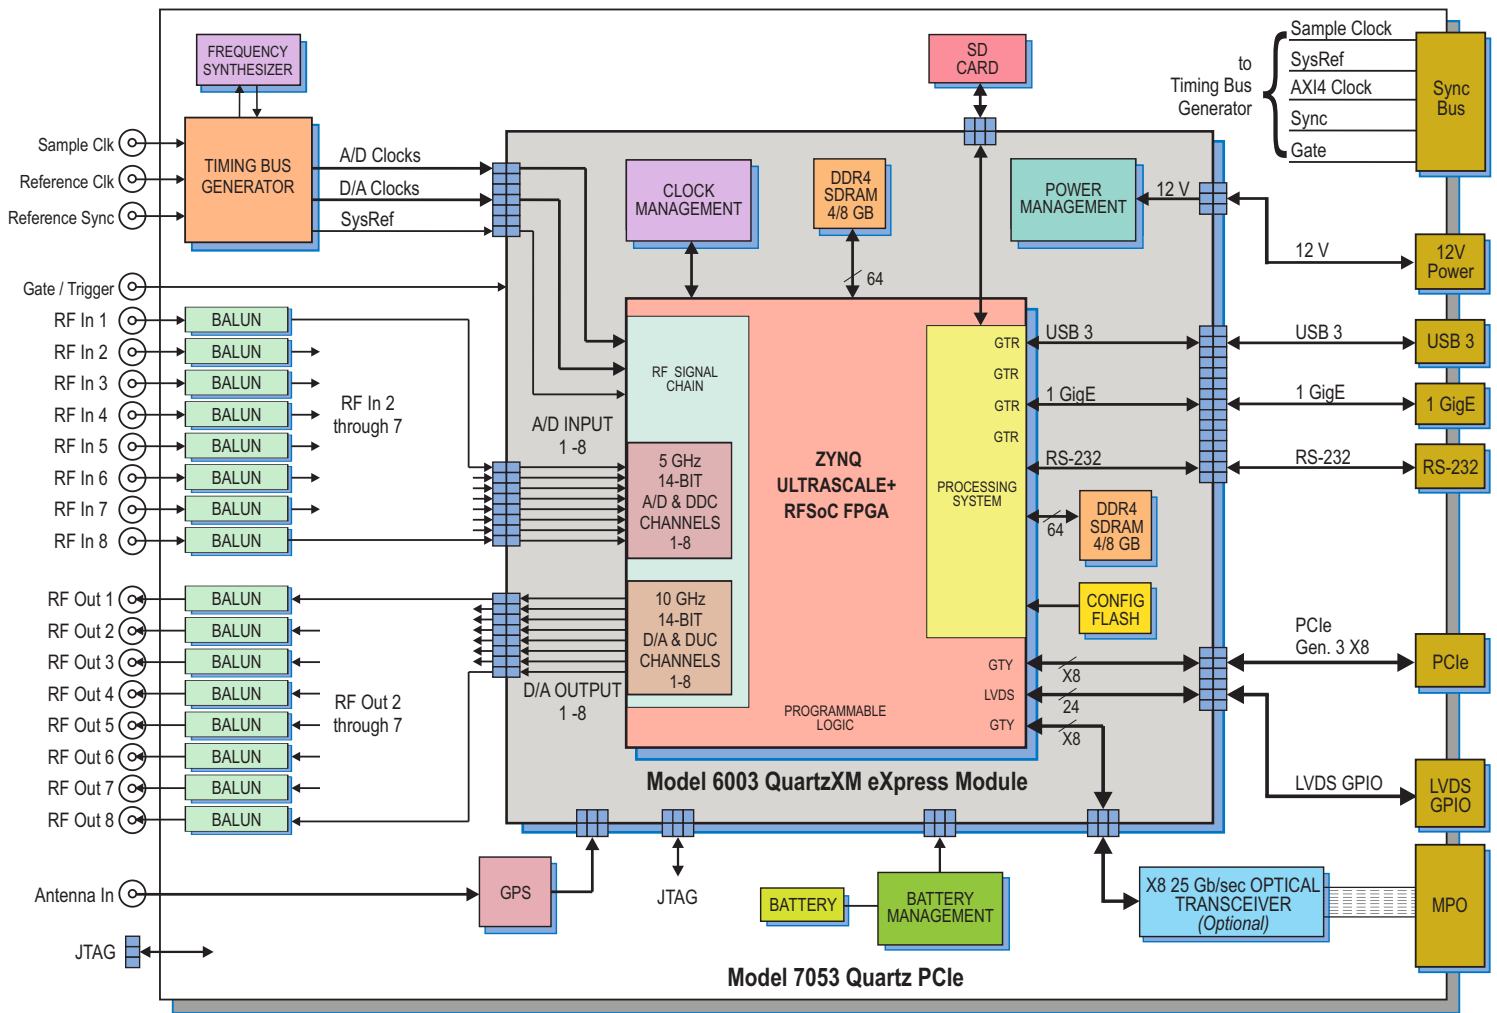 FREQUENCY
SYNTHESIZER
SD
CARD
to
Timing Bus
Generator
Sample Clock
SysRef
AXI4 Clock
Sync
Gate
Sync
Bus
Sample Clk
Reference Clk
Reference Sync
TIMING BUS
GENERATOR
A/D Clocks
D/A Clocks
SysRef
CLOCK
MANAGEMENT
DDR4
SDRAM
4/8 GB
64
POWER
MANAGEMENT
12 V
12 V
12V
Power
Gate / Trigger
RF In 1
BALUN
RF In 2
BALUN
RF In 3
BALUN
RF In 4
BALUN
RF In 5
BALUN
RF In 6
BALUN
RF In 7
BALUN
RF In 8
BALUN
RF In 2
through 7
A/D INPUT
1 -8
RF SIGNAL
CHAIN
5 GHz
14-BIT
A/D & DDC
CHANNELS
1-8
ZYNQ
ULTRASCALE+
RFSoC FPGA
PROCESSING
SYSTEM
GTR
GTR
GTR
GTR
USB 3
1 GigE
RS-232
USB 3
1 GigE
RS-232
USB 3
1 GigE
RS-232
64
DDR4
SDRAM
4/8 GB
CONFIG
FLASH
RF Out 1
BALUN
RF Out 2
BALUN
RF Out 3
BALUN
RF Out 4
BALUN
RF Out 5
BALUN
RF Out 6
BALUN
RF Out 7
BALUN
RF Out 8
BALUN
RF Out 2
through 7
10 GHz
14-BIT
D/A & DUC
CHANNELS
1-8
D/A OUTPUT
1 -8
PROGRAMMABLE
LOGIC
GTY
LVDS
GTY
X8
24
X8
PCIe
Gen. 3 X8
PCIe
LVDS GPIO
LVDS
GPIO
Model 6003 QuartzXM eXpress Module
Antenna In
GPS
JTAG
BATTERY
BATTERY
MANAGEMENT
X8 25 Gb/sec OPTICAL
TRANSCEIVER
(Optional)
MPO
JTAG
Model 7053 Quartz PCIe